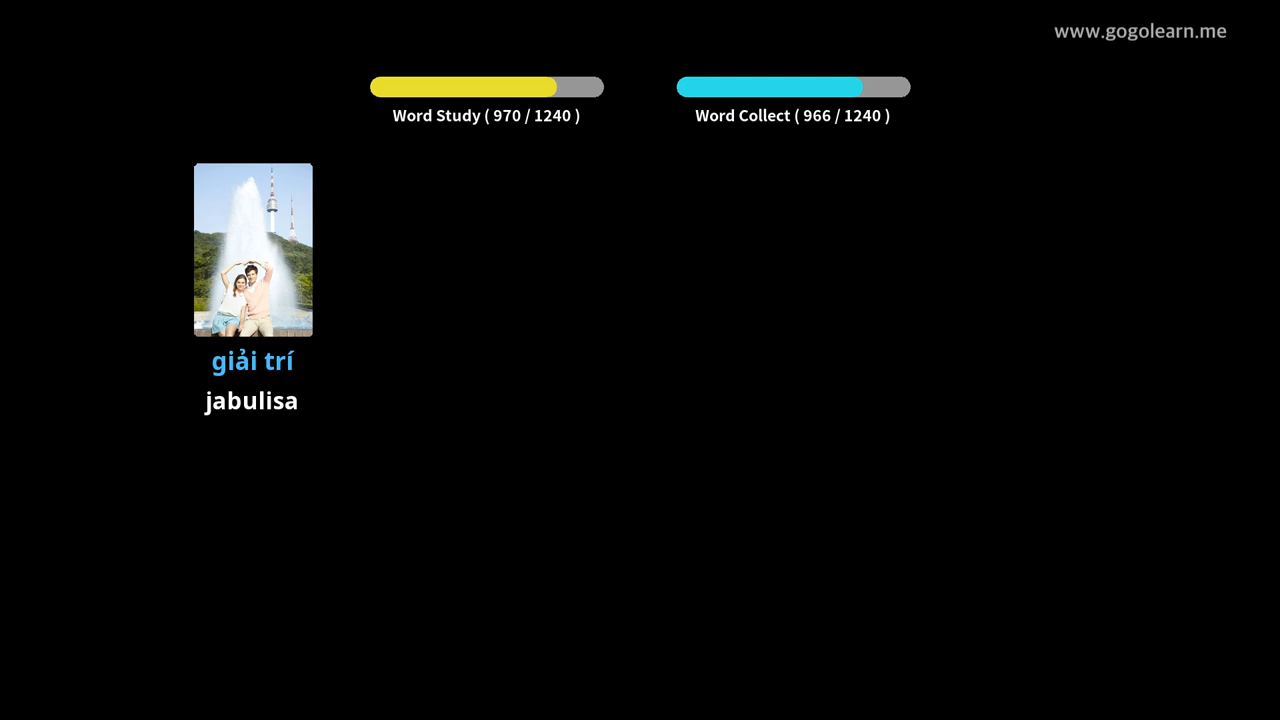 www.gogolearn.me
Word Study ( 970 / 1240 )
Word Collect ( 966 / 1240 )
giải trí
jabulisa